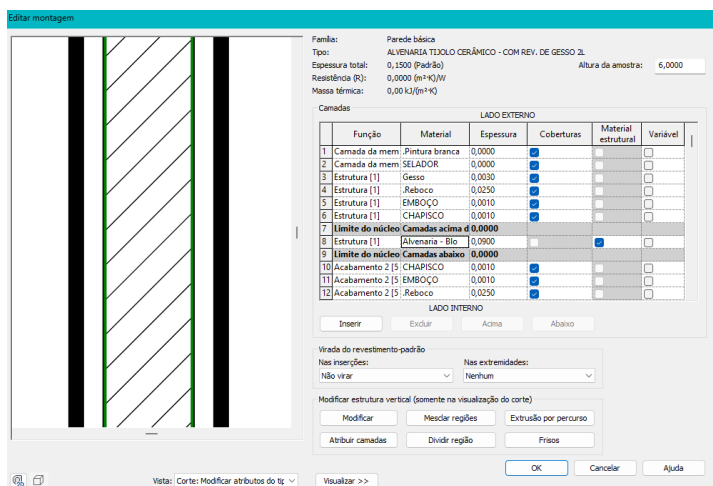 Editar montagem
Família: Parede básica
Tipo: ALVENARIA TIJOLO CERÂMICO - COM REV. DE GESSO 2L
Espessura total: 0,1500 (Padrão) Altura da amostra: 6,0000
Resistência (R): 0,0000 (m²·K)/W
Massa térmica: 0,00 kJ/(m²·K)
Camadas
LADO EXTERNO
Função Material Espessura Coberturas Material estrutural Variável
1 Camada da mem .Pintura branca 0,0000
2 Camada da mem SELADOR 0,0000
3 Estrutura [1] Gesso 0,0030
4 Estrutura [1] .Reboco 0,0250
5 Estrutura [1] EMBOÇO 0,0010
6 Estrutura [1] CHAPISCO 0,0010
7 Limite do núcleo Camadas acima d 0,0000
8 Estrutura [1] Alvenaria - Blo 0,0900
9 Limite do núcleo Camadas abaixo 0,0000
10 Acabamento 2 [5 CHAPISCO 0,0010
11 Acabamento 2 [5 EMBOÇO 0,0010
12 Acabamento 2 [5 .Reboco 0,0250
LADO INTERNO
Inserir Excluir Acima Abaixo
Virada do revestimento-padrão
Nas inserções: Nas extremidades:
Não virar Nenhum
Modificar estrutura vertical (somente na visualização do corte)
Modificar Mesclar regiões Extrusão por percurso
Atribuir camadas Dividir região Frisos
OK Cancelar Ajuda
Vista: Corte: Modificar atributos do tip Visualizar >>